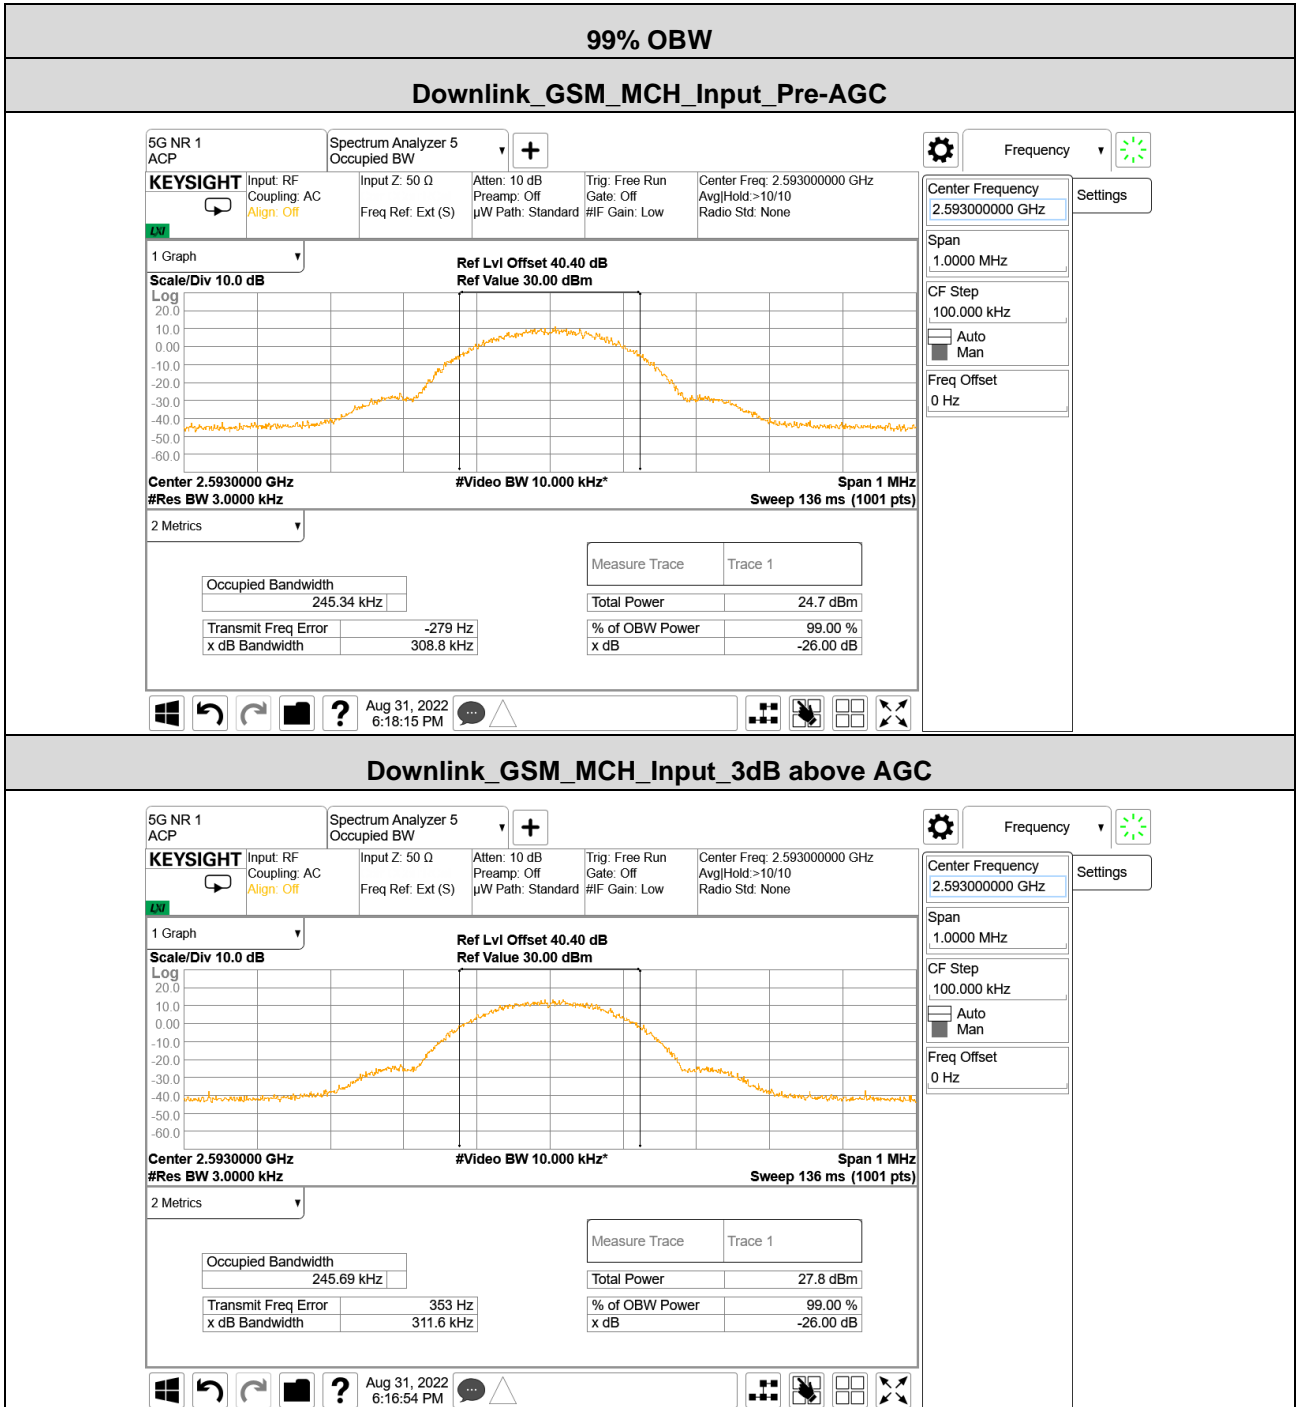 99% OBW
Downlink_GSM_MCH_Input_Pre-AGC
5G NR 1
ACP
Spectrum Analyzer 5
Occupied BW
Frequency
KEYSIGHT
LXI
Input: RF
Coupling: AC
Align: Off
Input Z: 50 Ω
Freq Ref: Ext (S)
Atten: 10 dB
Preamp: Off
µW Path: Standard
Trig: Free Run
Gate: Off
#IF Gain: Low
Center Freq: 2.593000000 GHz
Avg|Hold:>10/10
Radio Std: None
Center Frequency
2.593000000 GHz
Settings
Span
1.0000 MHz
CF Step
100.000 kHz
Auto
Man
Freq Offset
0 Hz
1 Graph
Scale/Div 10.0 dB
Ref Lvl Offset 40.40 dB
Ref Value 30.00 dBm
Log
20.0
10.0
0.00
-10.0
-20.0
-30.0
-40.0
-50.0
-60.0
Center 2.5930000 GHz
#Res BW 3.0000 kHz
#Video BW 10.000 kHz*
Span 1 MHz
Sweep 136 ms (1001 pts)
2 Metrics
Measure Trace Trace 1
Occupied Bandwidth
245.34 kHz
Total Power 24.7 dBm
Transmit Freq Error -279 Hz
x dB Bandwidth 308.8 kHz
% of OBW Power 99.00 %
x dB -26.00 dB
?
Aug 31, 2022
6:18:15 PM
Downlink_GSM_MCH_Input_3dB above AGC
5G NR 1
ACP
Spectrum Analyzer 5
Occupied BW
Frequency
KEYSIGHT
LXI
Input: RF
Coupling: AC
Align: Off
Input Z: 50 Ω
Freq Ref: Ext (S)
Atten: 10 dB
Preamp: Off
µW Path: Standard
Trig: Free Run
Gate: Off
#IF Gain: Low
Center Freq: 2.593000000 GHz
Avg|Hold:>10/10
Radio Std: None
Center Frequency
2.593000000 GHz
Settings
Span
1.0000 MHz
CF Step
100.000 kHz
Auto
Man
Freq Offset
0 Hz
1 Graph
Scale/Div 10.0 dB
Ref Lvl Offset 40.40 dB
Ref Value 30.00 dBm
Log
20.0
10.0
0.00
-10.0
-20.0
-30.0
-40.0
-50.0
-60.0
Center 2.5930000 GHz
#Res BW 3.0000 kHz
#Video BW 10.000 kHz*
Span 1 MHz
Sweep 136 ms (1001 pts)
2 Metrics
Measure Trace Trace 1
Occupied Bandwidth
245.69 kHz
Total Power 27.8 dBm
Transmit Freq Error 353 Hz
x dB Bandwidth 311.6 kHz
% of OBW Power 99.00 %
x dB -26.00 dB
?
Aug 31, 2022
6:16:54 PM